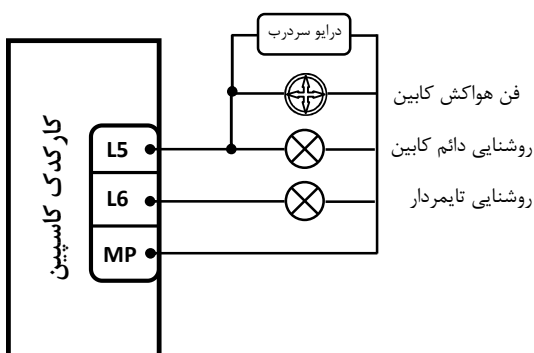 درایو سردرب
فن هواکش کابین
روشنایی دائم کابین
روشنایی تایمردار
کارکدک کاسپین
L5
L6
MP